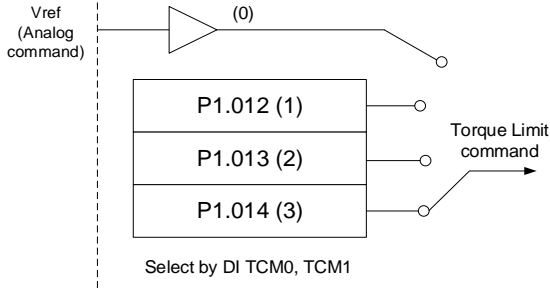 Vref
(Analog
command)
(0)
P1.012 (1)
P1.013 (2)
P1.014 (3)
Torque Limit
command
Select by DI TCM0, TCM1